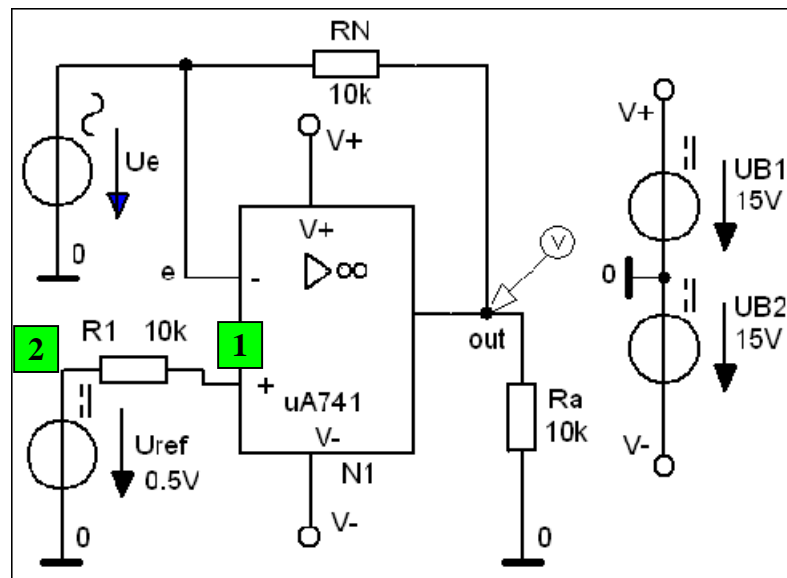 RN
10k
V+
Ue
0
V+
e
-
▷∞
V
V+
UB1
15V
0
UB2
15V
V-
2
R1 10k
1
+
uA741
V-
N1
out
Ra
10k
Uref
0.5V
V-
0
0